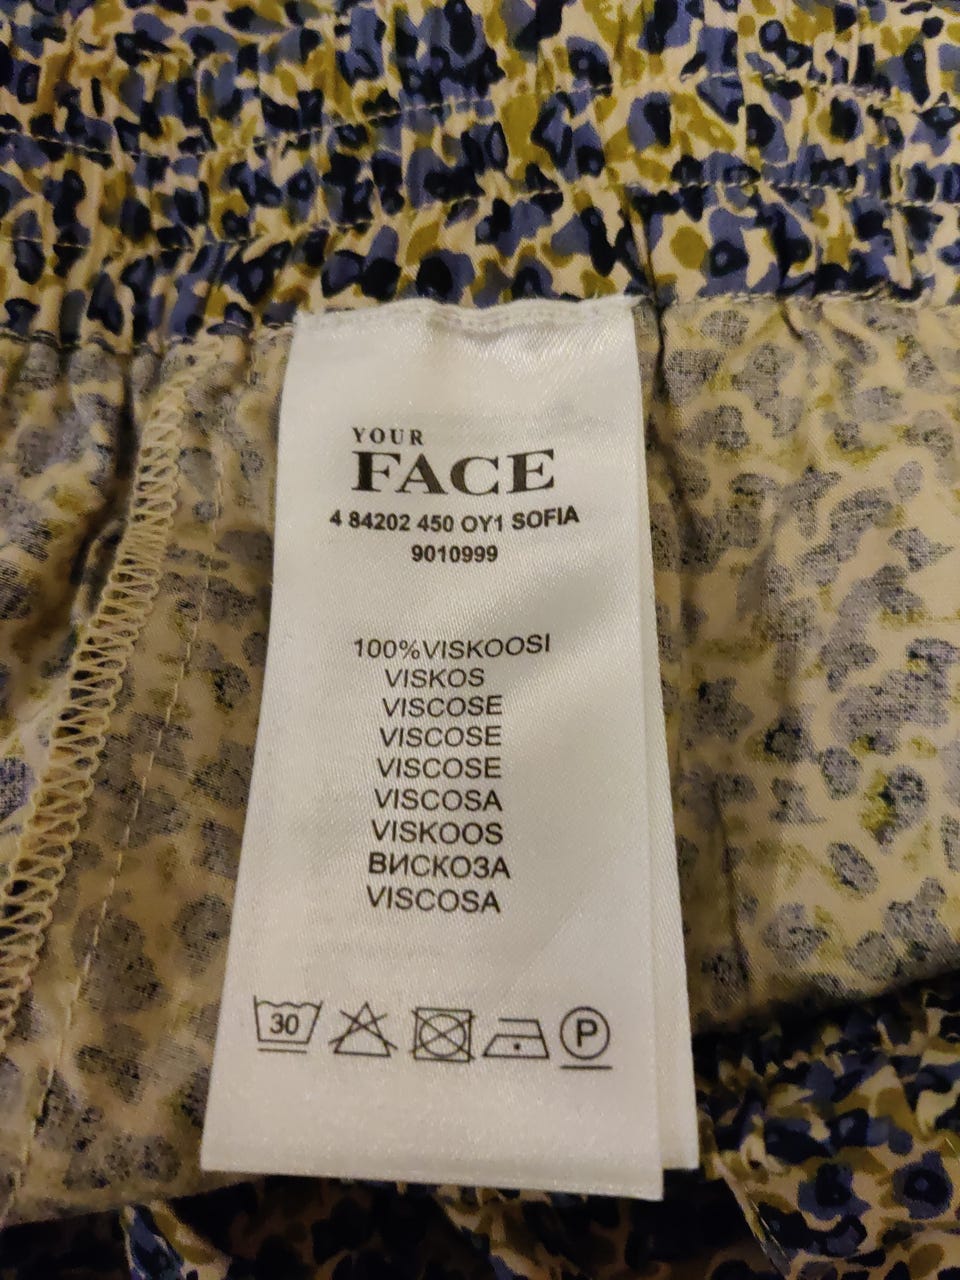 YOUR
FACE
4 84202 450 OY1 SOFIA
9010999
100%VISKOOSI
VISKOS
VISCOSE
VISCOSE
VISCOSE
VISCOSA
VISKOOS
ВИСКОЗА
VISCOSA
30 P